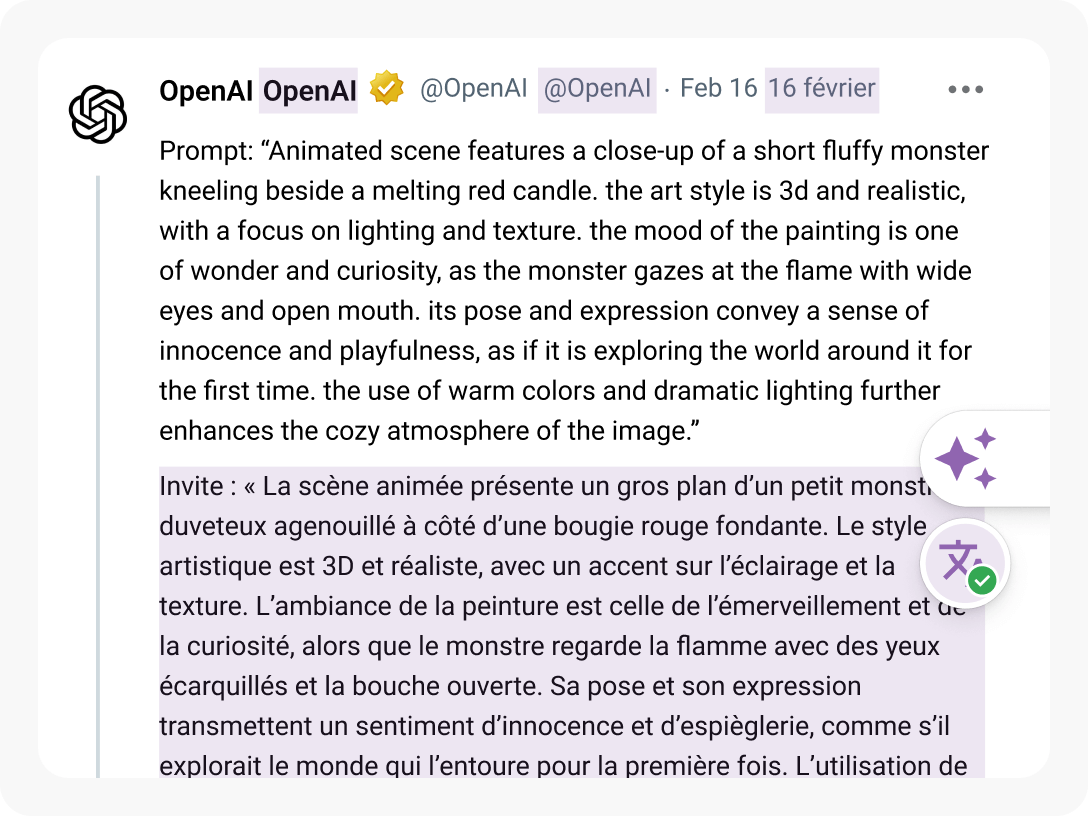 OpenAI OpenAI @OpenAI @OpenAI · Feb 16 16 février
Prompt: “Animated scene features a close-up of a short fluffy monster
kneeling beside a melting red candle. the art style is 3d and realistic,
with a focus on lighting and texture. the mood of the painting is one
of wonder and curiosity, as the monster gazes at the flame with wide
eyes and open mouth. its pose and expression convey a sense of
innocence and playfulness, as if it is exploring the world around it for
the first time. the use of warm colors and dramatic lighting further
enhances the cozy atmosphere of the image.”
Invite : « La scène animée présente un gros plan d’un petit monstre
duveteux agenouillé à côté d’une bougie rouge fondante. Le style
artistique est 3D et réaliste, avec un accent sur l’éclairage et la
texture. L’ambiance de la peinture est celle de l’émerveillement et de
la curiosité, alors que le monstre regarde la flamme avec des yeux
écarquillés et la bouche ouverte. Sa pose et son expression
transmettent un sentiment d’innocence et d’espièglerie, comme s’il
explorait le monde qui l’entoure pour la première fois. L’utilisation de